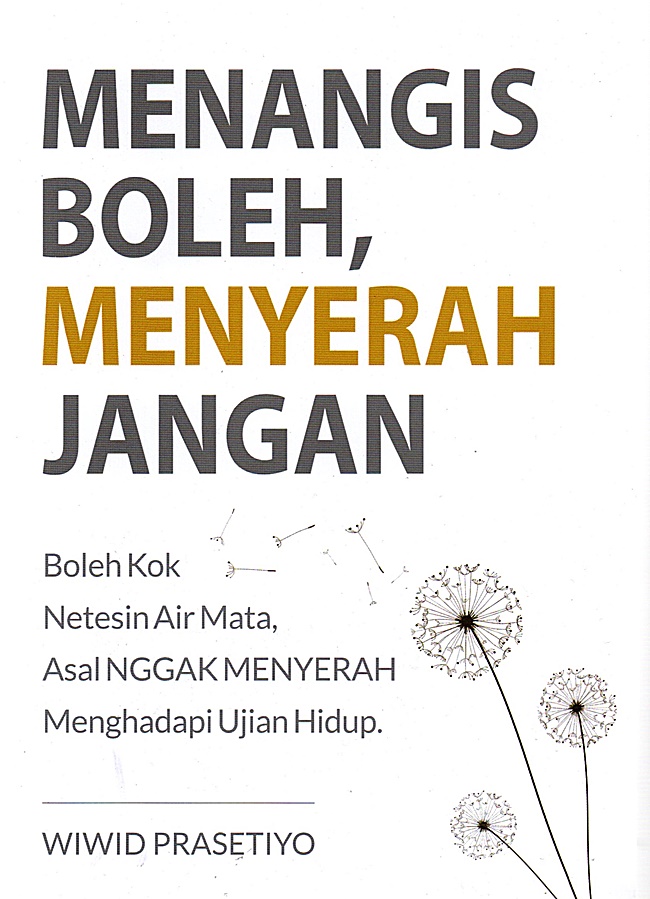 MENANGIS
BOLEH,
MENYERAH
JANGAN
Boleh Kok
Netesin Air Mata,
Asal NGGAK MENYERAH
Menghadapi Ujian Hidup.
WIWID PRASETIYO